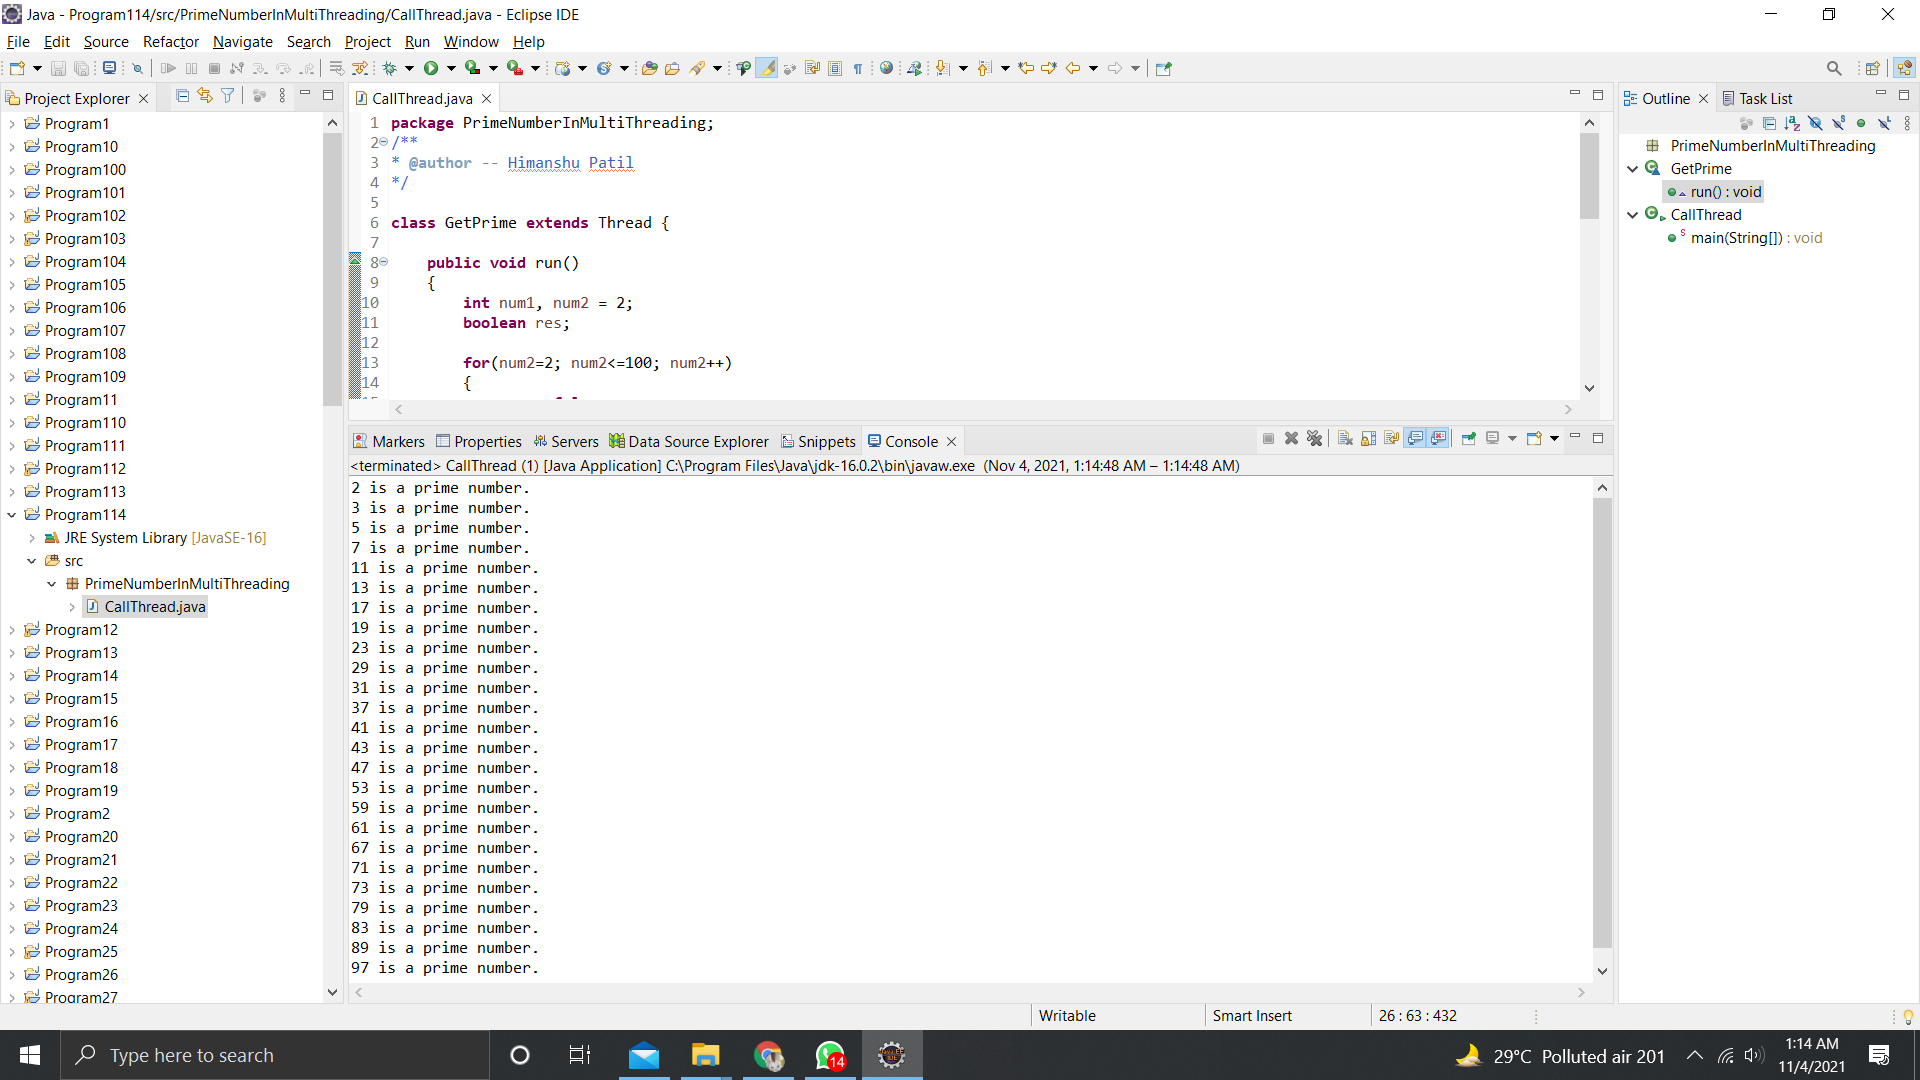 Java - Program114/src/PrimeNumberInMultiThreading/CallThread.java - Eclipse IDE
File Edit Source Refactor Navigate Search Project Run Window Help
Project Explorer
Program1
Program10
Program100
Program101
Program102
Program103
Program104
Program105
Program106
Program107
Program108
Program109
Program11
Program110
Program111
Program112
Program113
Program114
JRE System Library [JavaSE-16]
src
PrimeNumberInMultiThreading
CallThread.java
Program12
Program13
Program14
Program15
Program16
Program17
Program18
Program19
Program2
Program20
Program21
Program22
Program23
Program24
Program25
Program26
Program27
CallThread.java
1 package PrimeNumberInMultiThreading;
2 /**
3 * @author -- Himanshu Patil
4 */
5
6 class GetPrime extends Thread {
7
8 public void run()
9 {
10 int num1, num2 = 2;
11 boolean res;
12
13 for(num2=2; num2<=100; num2++)
14 {
Markers Properties Servers Data Source Explorer Snippets Console
<terminated> CallThread (1) [Java Application] C:\Program Files\Java\jdk-16.0.2\bin\javaw.exe (Nov 4, 2021, 1:14:48 AM – 1:14:48 AM)
2 is a prime number.
3 is a prime number.
5 is a prime number.
7 is a prime number.
11 is a prime number.
13 is a prime number.
17 is a prime number.
19 is a prime number.
23 is a prime number.
29 is a prime number.
31 is a prime number.
37 is a prime number.
41 is a prime number.
43 is a prime number.
47 is a prime number.
53 is a prime number.
59 is a prime number.
61 is a prime number.
67 is a prime number.
71 is a prime number.
73 is a prime number.
79 is a prime number.
83 is a prime number.
89 is a prime number.
97 is a prime number.
Outline Task List
PrimeNumberInMultiThreading
GetPrime
run() : void
CallThread
main(String[]) : void
Writable Smart Insert 26 : 63 : 432
Type here to search
14
29°C Polluted air 201
1:14 AM
11/4/2021